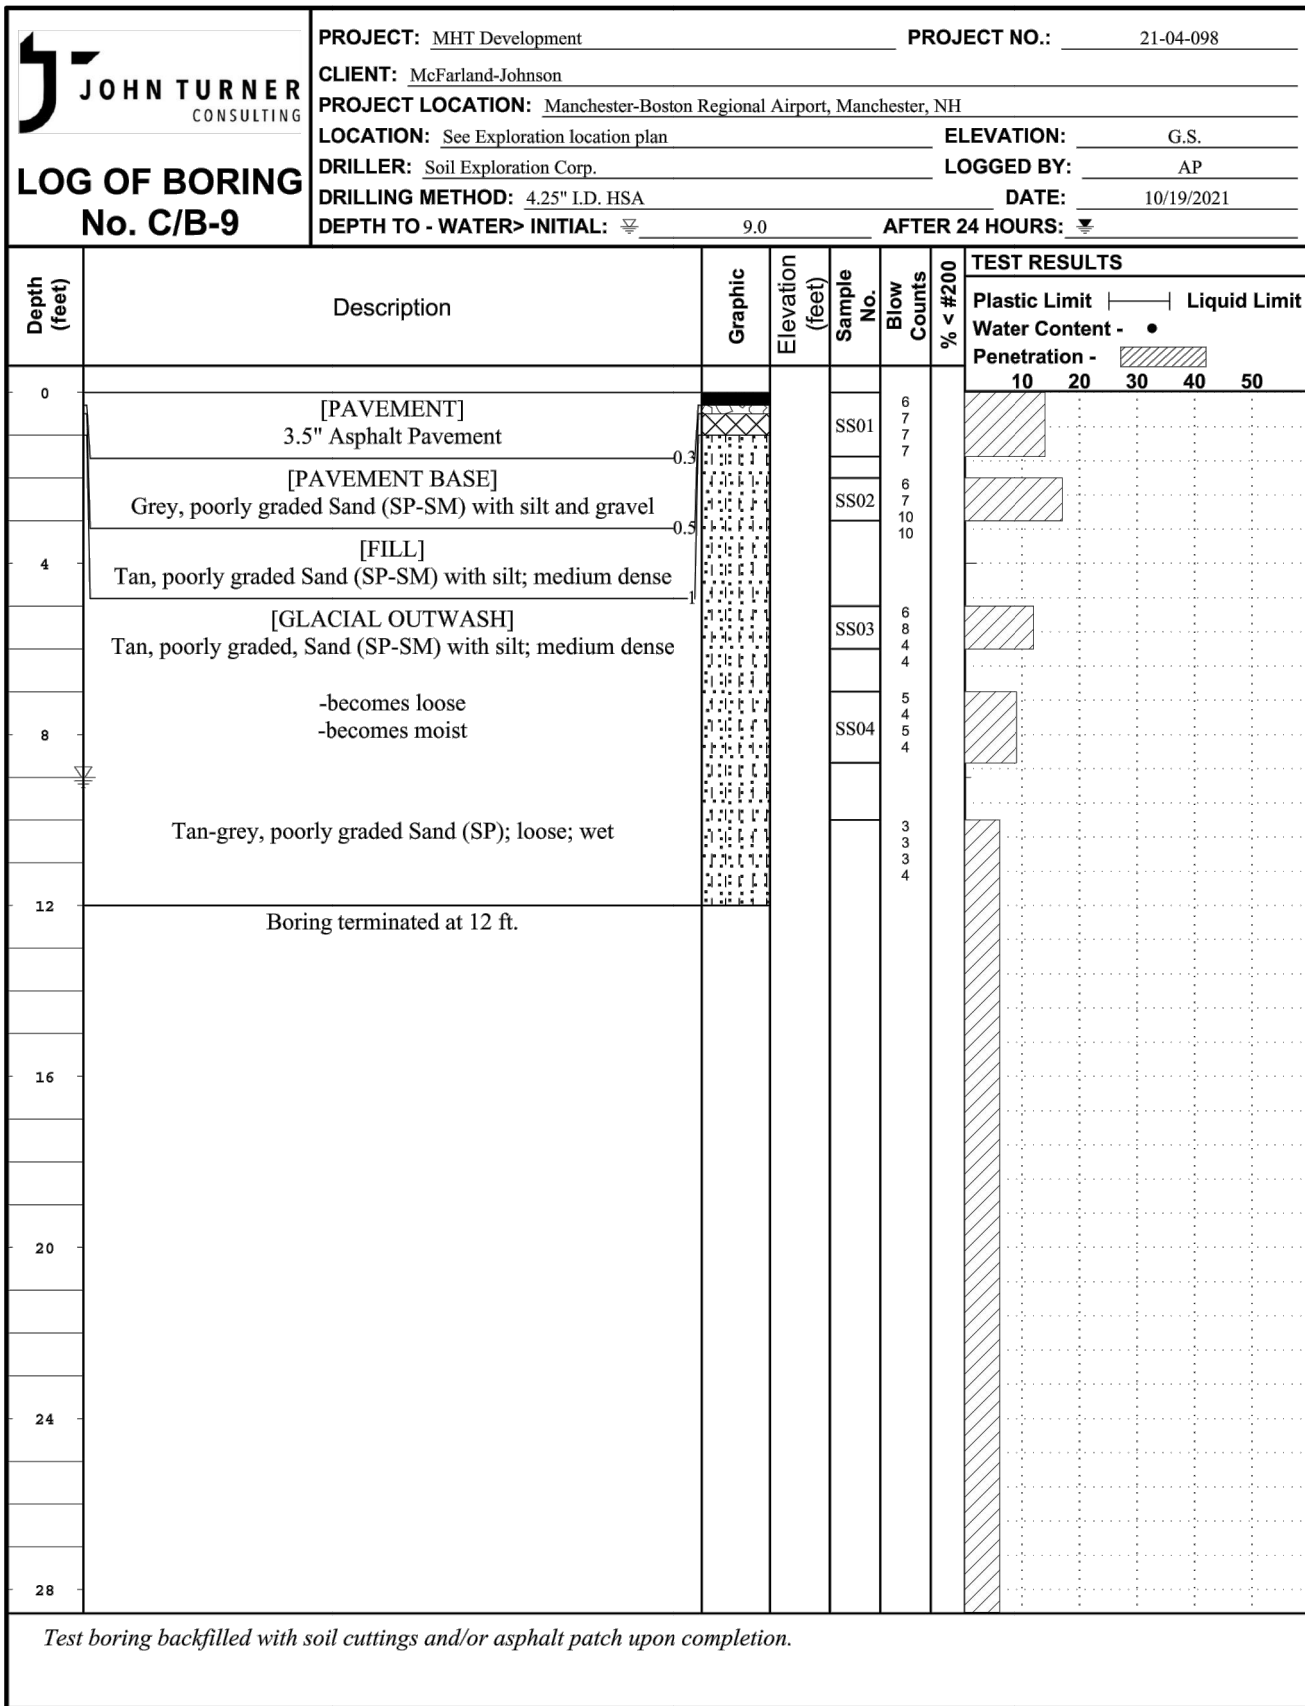 JOHN TURNER
CONSULTING
LOG OF BORING
No. C/B-9
PROJECT: MHT Development PROJECT NO.: 21-04-098
CLIENT: McFarland-Johnson
PROJECT LOCATION: Manchester-Boston Regional Airport, Manchester, NH
LOCATION: See Exploration location plan ELEVATION: G.S.
DRILLER: Soil Exploration Corp. LOGGED BY: AP
DRILLING METHOD: 4.25" I.D. HSA DATE: 10/19/2021
DEPTH TO - WATER> INITIAL: 9.0 AFTER 24 HOURS:
Depth
(feet)
Description
Graphic
Elevation
(feet)
Sample
No.
Blow
Counts
% < #200
TEST RESULTS
Plastic Limit Liquid Limit
Water Content -
Penetration -
10 20 30 40 50
0
[PAVEMENT]
3.5" Asphalt Pavement
0.3
[PAVEMENT BASE]
Grey, poorly graded Sand (SP-SM) with silt and gravel
0.5
[FILL]
4
Tan, poorly graded Sand (SP-SM) with silt; medium dense
1
[GLACIAL OUTWASH]
Tan, poorly graded, Sand (SP-SM) with silt; medium dense
-becomes loose
-becomes moist
8
Tan-grey, poorly graded Sand (SP); loose; wet
12
Boring terminated at 12 ft.
16
20
24
28
SS01
6
7
7
7
SS02
6
7
10
10
SS03
6
8
4
4
SS04
5
4
5
4
3
3
3
4
Test boring backfilled with soil cuttings and/or asphalt patch upon completion.